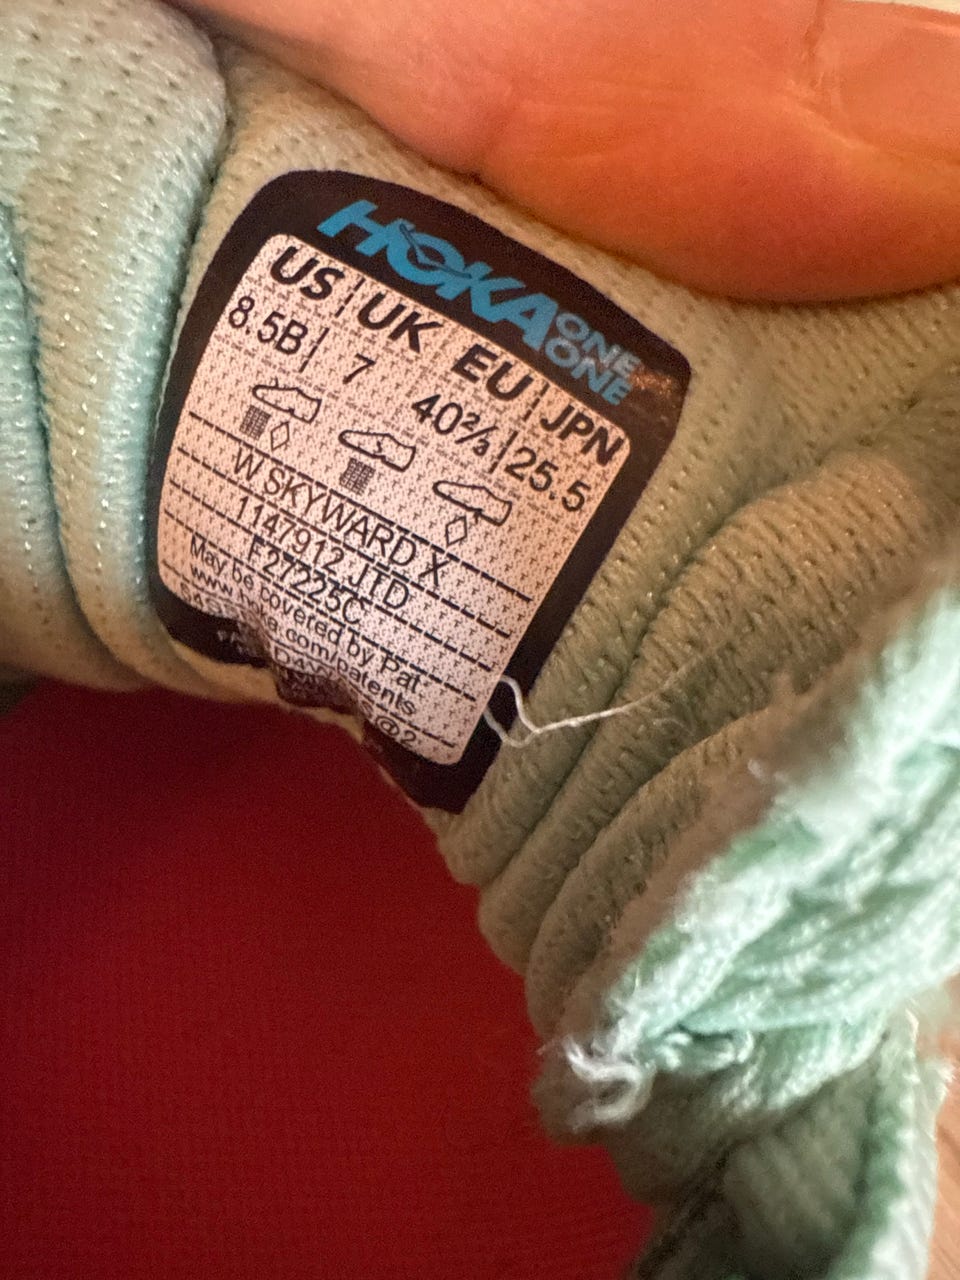 HOKA ONE ONE
US UK EU JPN
8.5B 7 40⅔ 25.5
W SKYWARD X
1147912 JTD
F27225C
May be covered by Pat.
www.hoka.com/patents